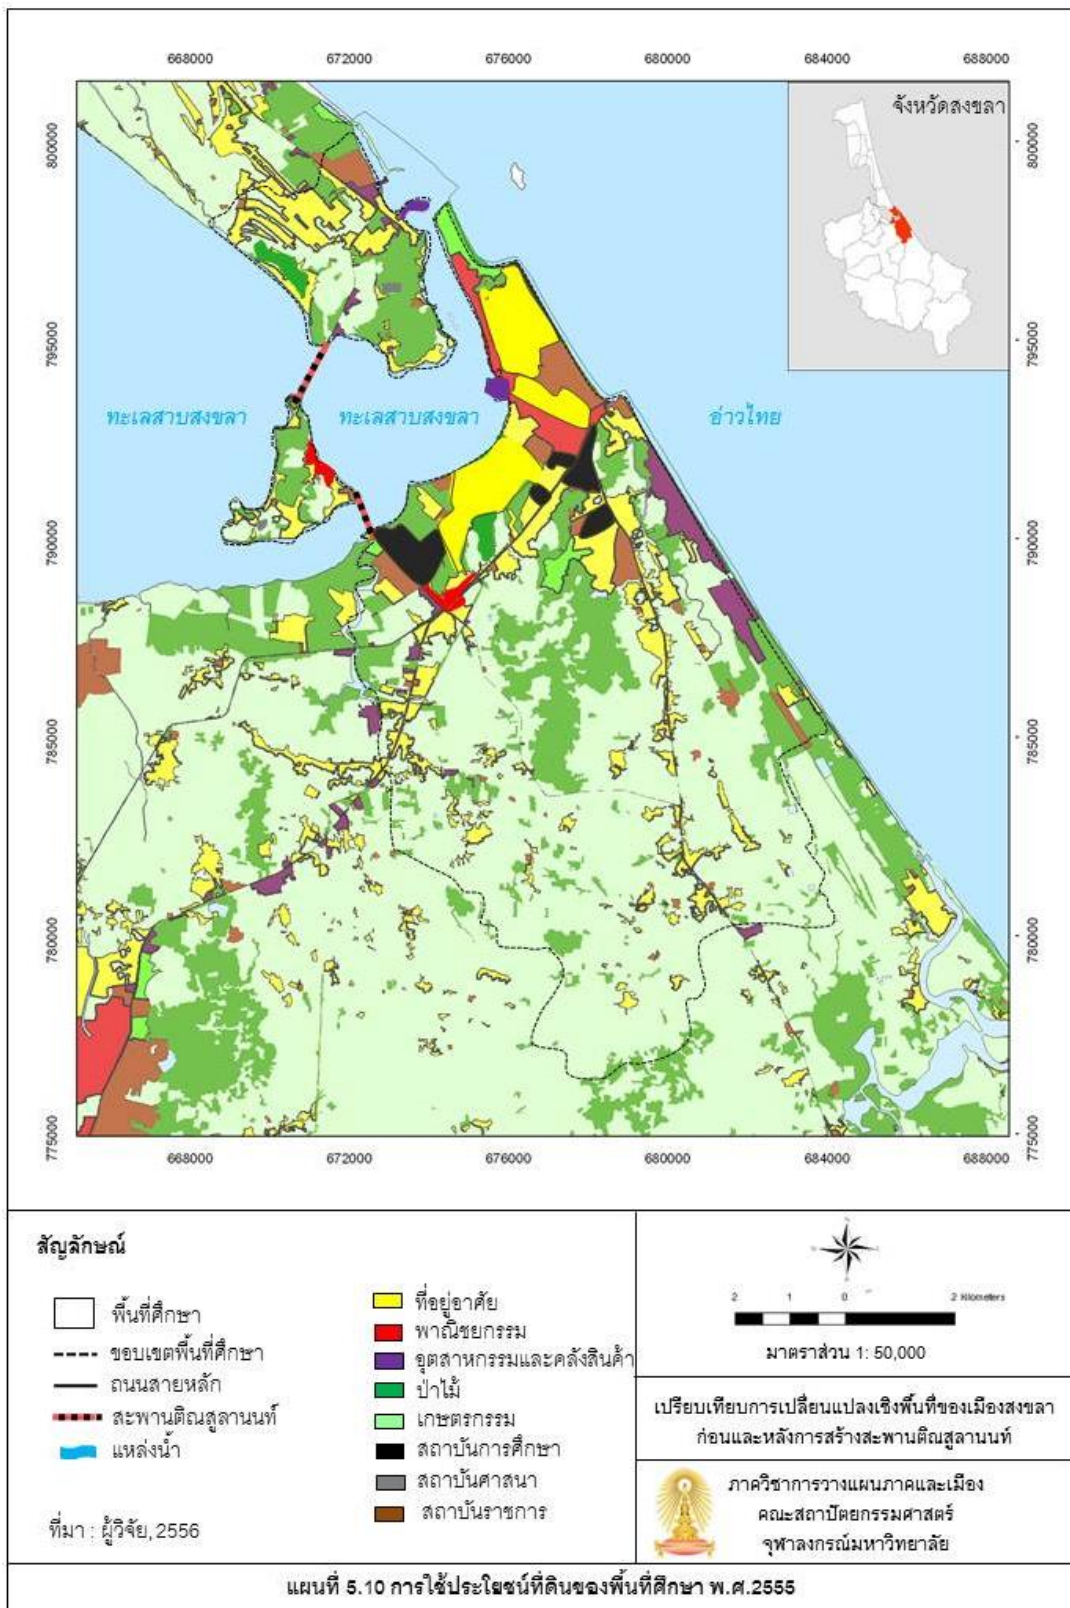 668000 672000 676000 680000 684000 688000
จังหวัดสงขลา
800000 800000
795000 795000
ทะเลสาบสงขลา ทะเลสาบสงขลา อ่าวไทย
790000 790000
785000 785000
780000 780000
775000 775000
668000 672000 676000 680000 684000 688000
สัญลักษณ์
พื้นที่ศึกษา
ขอบเขตพื้นที่ศึกษา
ถนนสายหลัก
สะพานติณสูลานนท์
แหล่งน้ำ
ที่อยู่อาศัย
พาณิชยกรรม
อุตสาหกรรมและคลังสินค้า
ป่าไม้
เกษตรกรรม
สถาบันการศึกษา
สถาบันศาสนา
สถาบันราชการ
ที่มา : ผู้วิจัย, 2556
2 1 0 2 Kilometers
มาตราส่วน 1: 50,000
เปรียบเทียบการเปลี่ยนแปลงเชิงพื้นที่ของเมืองสงขลา
ก่อนและหลังการสร้างสะพานติณสูลานนท์
ภาควิชาการวางแผนภาคและเมือง
คณะสถาปัตยกรรมศาสตร์
จุฬาลงกรณ์มหาวิทยาลัย
แผนที่ 5.10 การใช้ประโยชน์ที่ดินของพื้นที่ศึกษา พ.ศ.2555